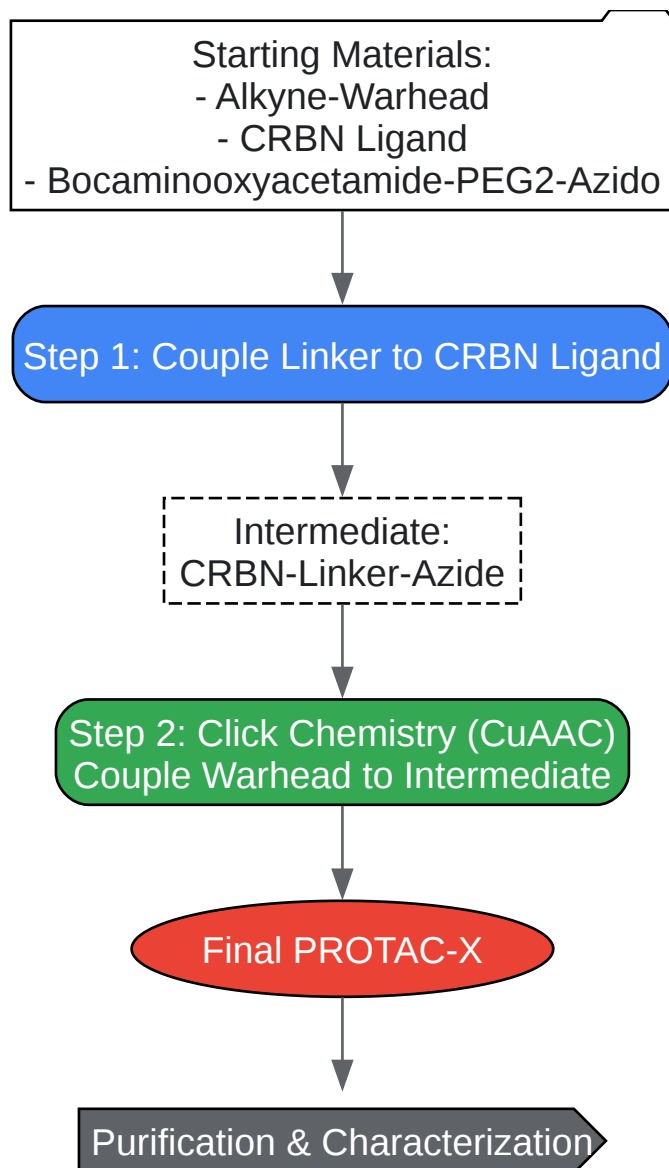 Starting Materials:
- Alkyne-Warhead
- CRBN Ligand
- Bocaminooxyacetamide-PEG2-Azido
Step 1: Couple Linker to CRBN Ligand
Intermediate:
CRBN-Linker-Azide
Step 2: Click Chemistry (CuAAC)
Couple Warhead to Intermediate
Final PROTAC-X
Purification & Characterization